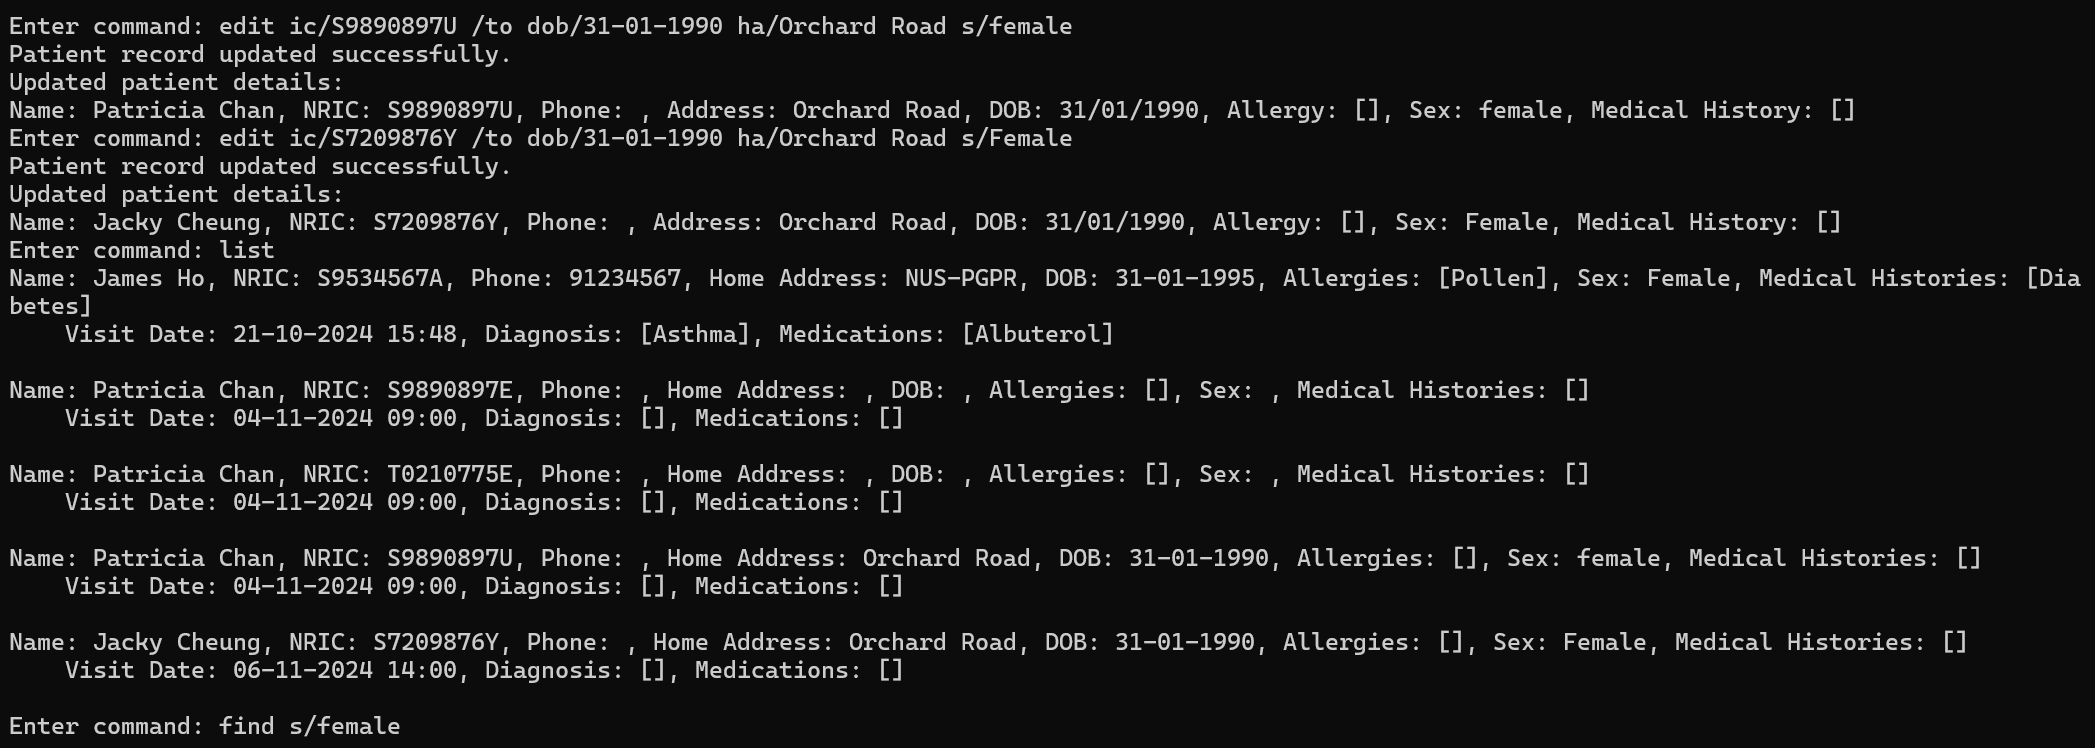 Enter command: edit ic/S9890897U /to dob/31-01-1990 ha/Orchard Road s/female
Patient record updated successfully.
Updated patient details:
Name: Patricia Chan, NRIC: S9890897U, Phone: , Address: Orchard Road, DOB: 31/01/1990, Allergy: [], Sex: female, Medical History: []
Enter command: edit ic/S7209876Y /to dob/31-01-1990 ha/Orchard Road s/Female
Patient record updated successfully.
Updated patient details:
Name: Jacky Cheung, NRIC: S7209876Y, Phone: , Address: Orchard Road, DOB: 31/01/1990, Allergy: [], Sex: Female, Medical History: []
Enter command: list
Name: James Ho, NRIC: S9534567A, Phone: 91234567, Home Address: NUS-PGPR, DOB: 31-01-1995, Allergies: [Pollen], Sex: Female, Medical Histories: [Dia
betes]
    Visit Date: 21-10-2024 15:48, Diagnosis: [Asthma], Medications: [Albuterol]

Name: Patricia Chan, NRIC: S9890897E, Phone: , Home Address: , DOB: , Allergies: [], Sex: , Medical Histories: []
    Visit Date: 04-11-2024 09:00, Diagnosis: [], Medications: []

Name: Patricia Chan, NRIC: T0210775E, Phone: , Home Address: , DOB: , Allergies: [], Sex: , Medical Histories: []
    Visit Date: 04-11-2024 09:00, Diagnosis: [], Medications: []

Name: Patricia Chan, NRIC: S9890897U, Phone: , Home Address: Orchard Road, DOB: 31-01-1990, Allergies: [], Sex: female, Medical Histories: []
    Visit Date: 04-11-2024 09:00, Diagnosis: [], Medications: []

Name: Jacky Cheung, NRIC: S7209876Y, Phone: , Home Address: Orchard Road, DOB: 31-01-1990, Allergies: [], Sex: Female, Medical Histories: []
    Visit Date: 06-11-2024 14:00, Diagnosis: [], Medications: []

Enter command: find s/female